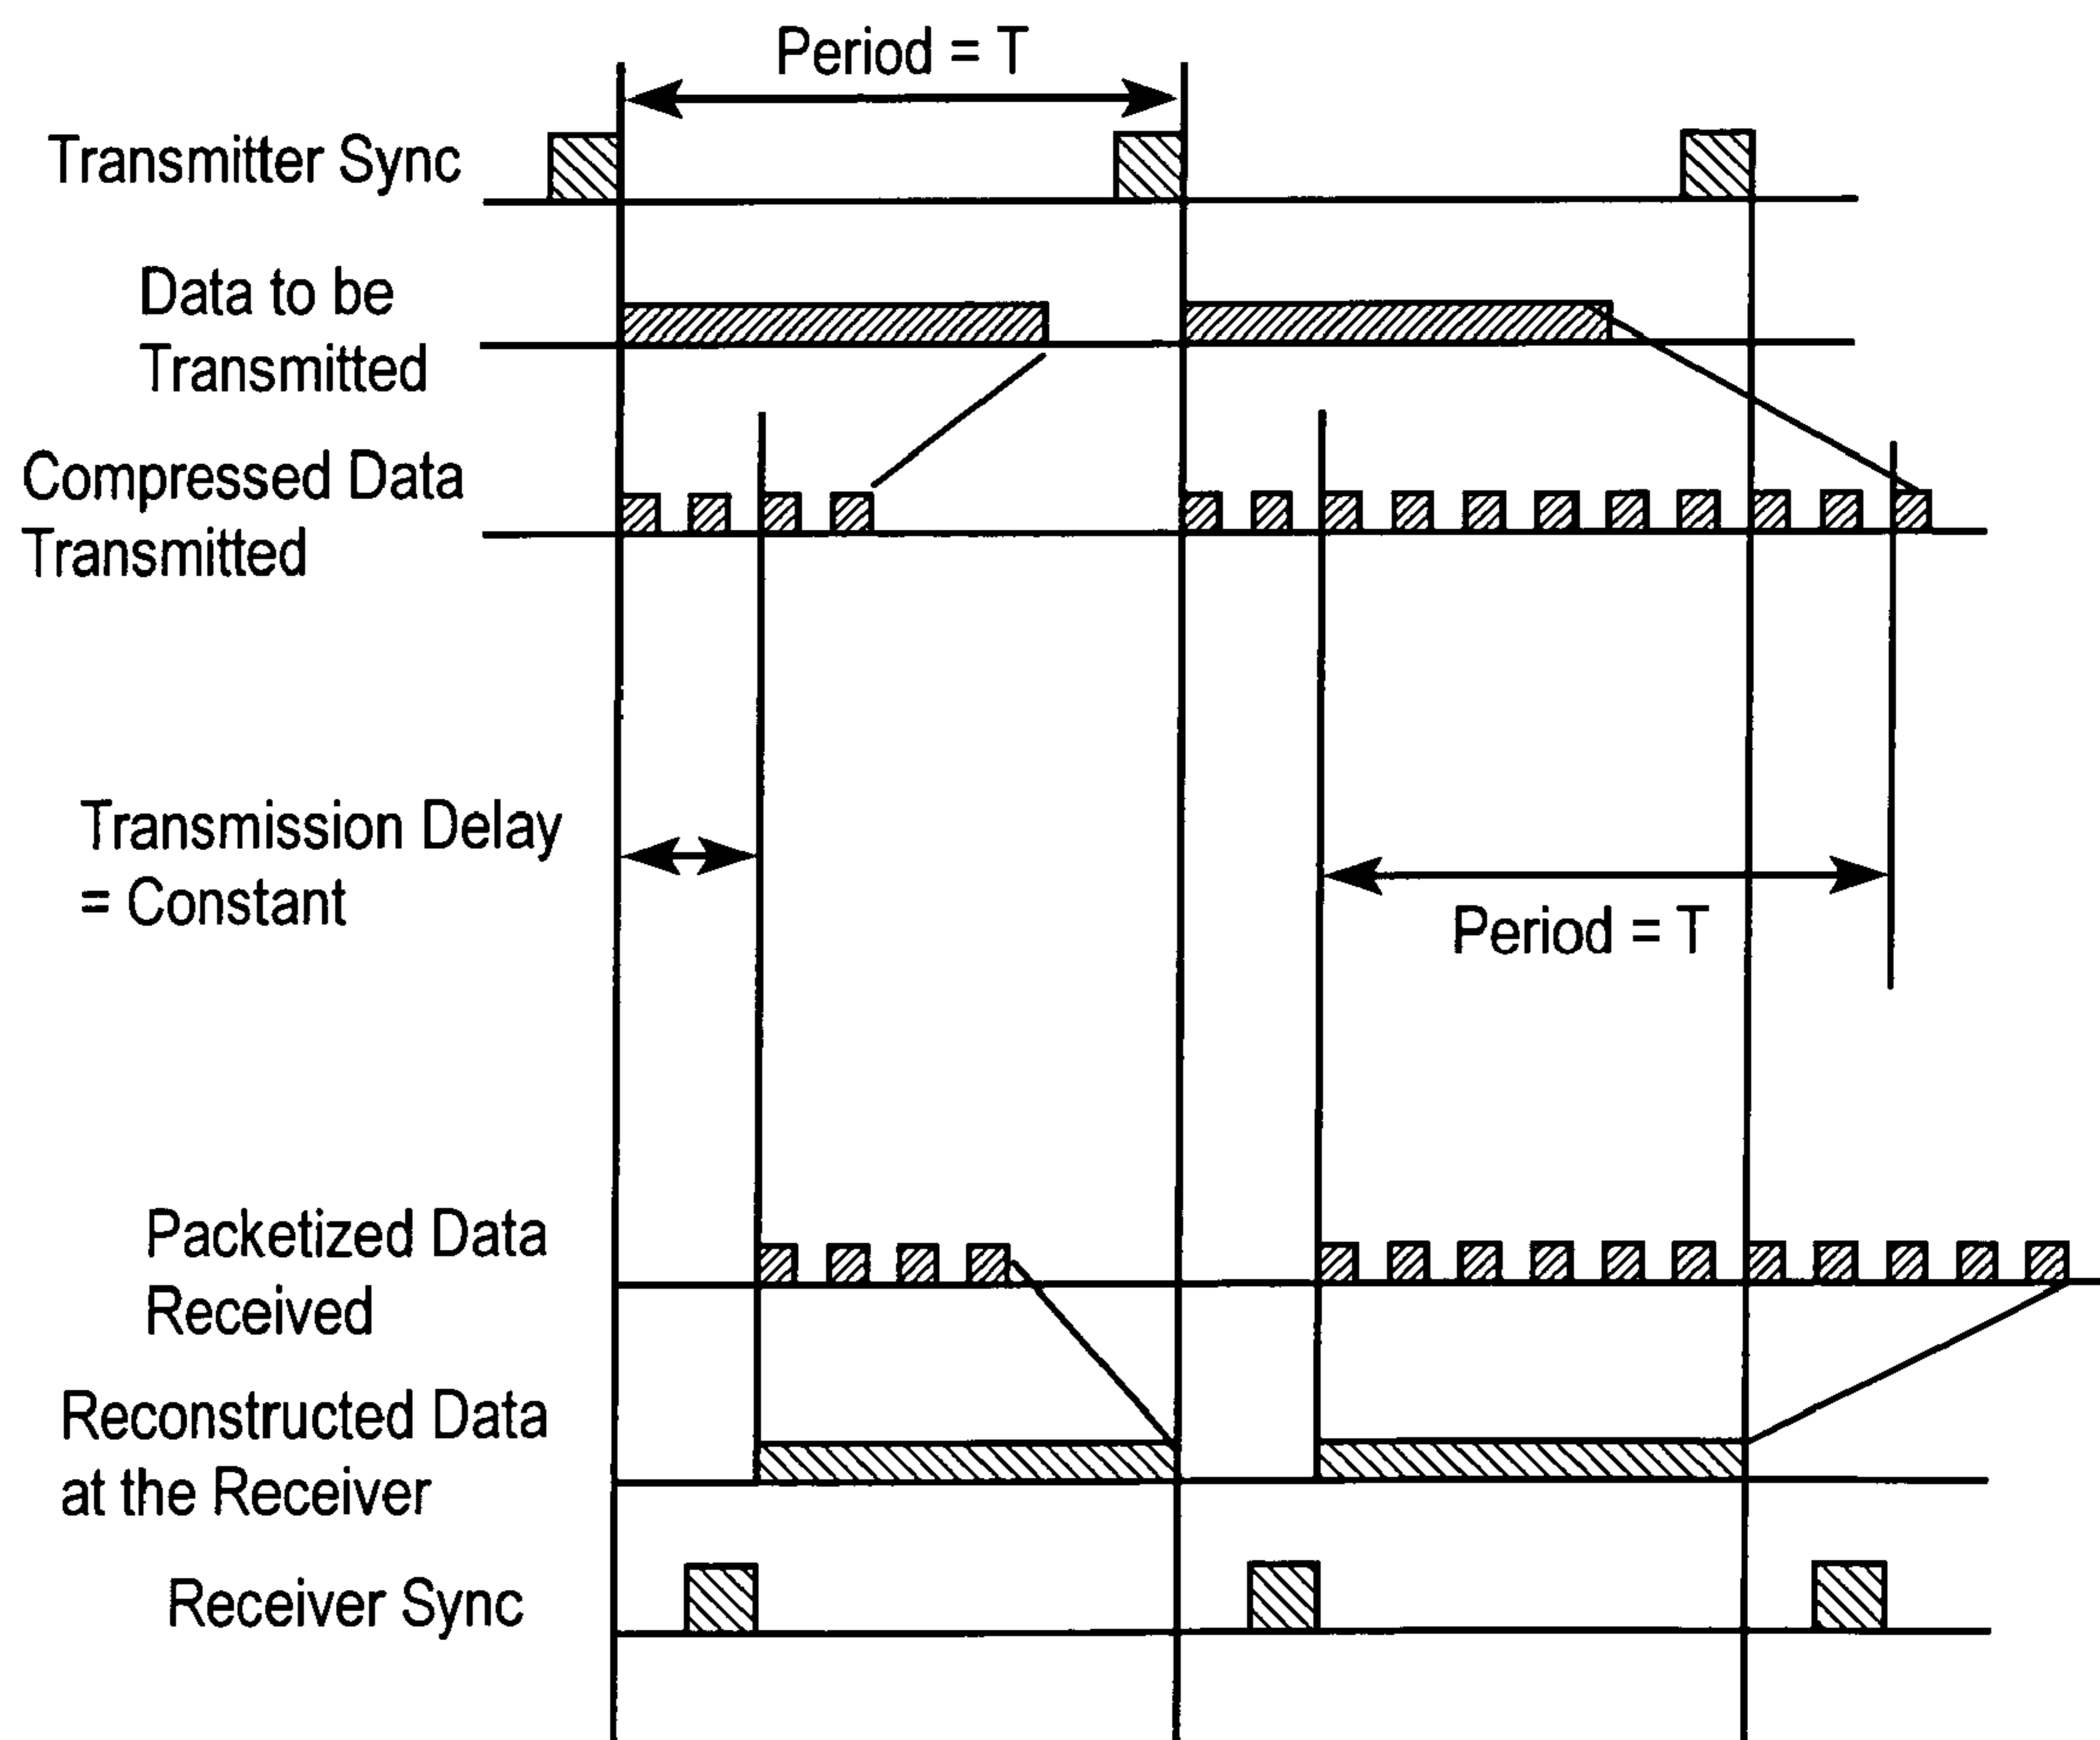 Period = T
Transmitter Sync
Data to be
Transmitted
Compressed Data
Transmitted
Transmission Delay
= Constant
Period = T
Packetized Data
Received
Reconstructed Data
at the Receiver
Receiver Sync